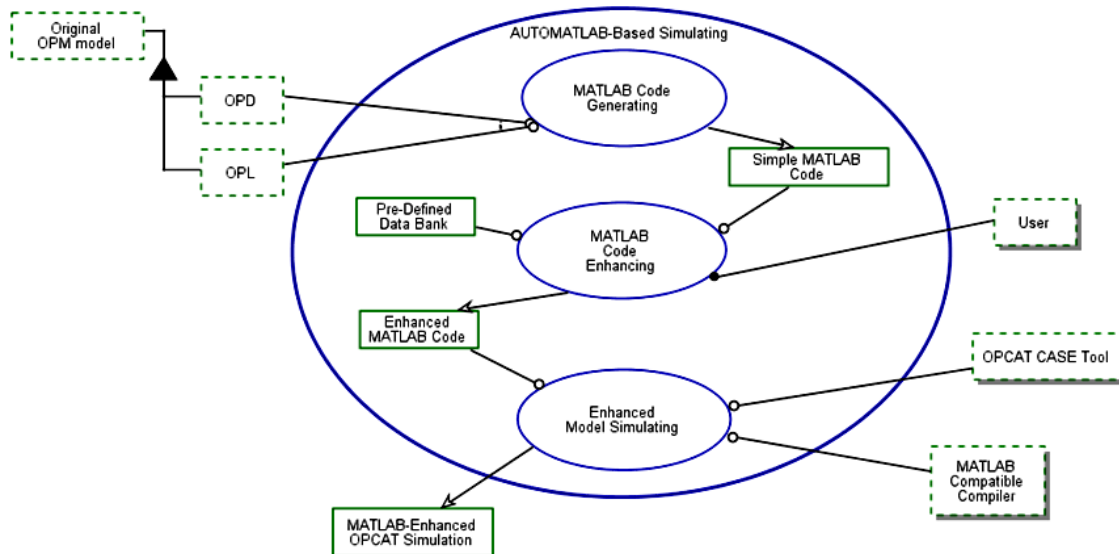 Original
OPM model
AUTOMATLAB-Based Simulating
OPD
MATLAB Code
Generating
OPL
Simple MATLAB
Code
Pre-Defined
Data Bank
MATLAB
Code
Enhancing
User
Enhanced
MATLAB Code
OPCAT CASE Tool
Enhanced
Model Simulating
MATLAB
Compatible
Compiler
MATLAB-Enhanced
OPCAT Simulation